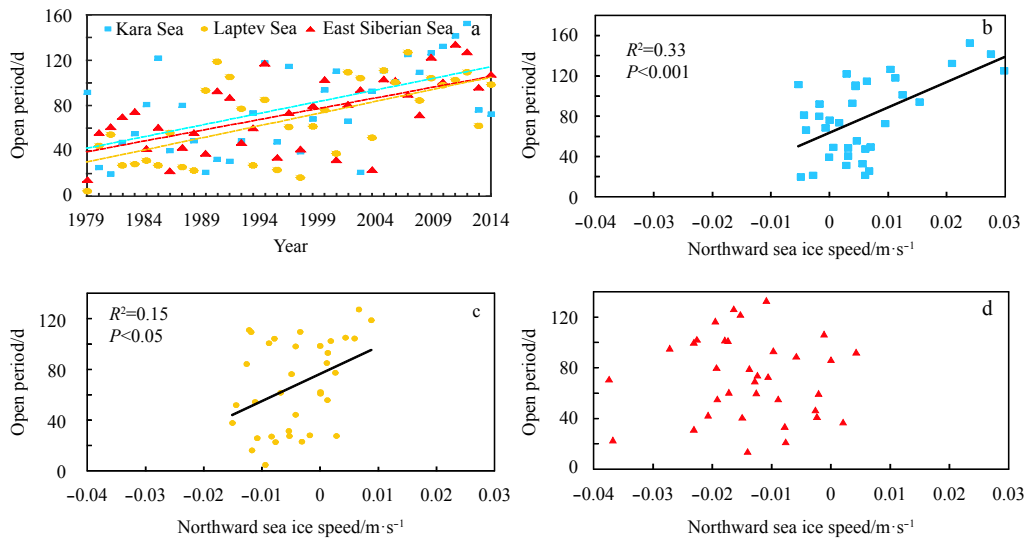 160
120
80
40
0
Open period/d
Kara Sea
Laptev Sea
East Siberian Sea
a
1979
1984
1989
1994
1999
2004
2009
2014
Year
160
120
80
40
0
Open period/d
b
R²=0.33
P<0.001
−0.04
−0.03
−0.02
−0.01
0
0.01
0.02
0.03
Northward sea ice speed/m·s⁻¹
120
80
40
0
Open period/d
c
R²=0.15
P<0.05
−0.04
−0.03
−0.02
−0.01
0
0.01
0.02
0.03
Northward sea ice speed/m·s⁻¹
120
80
40
0
Open period/d
d
−0.04
−0.03
−0.02
−0.01
0
0.01
0.02
0.03
Northward sea ice speed/m·s⁻¹